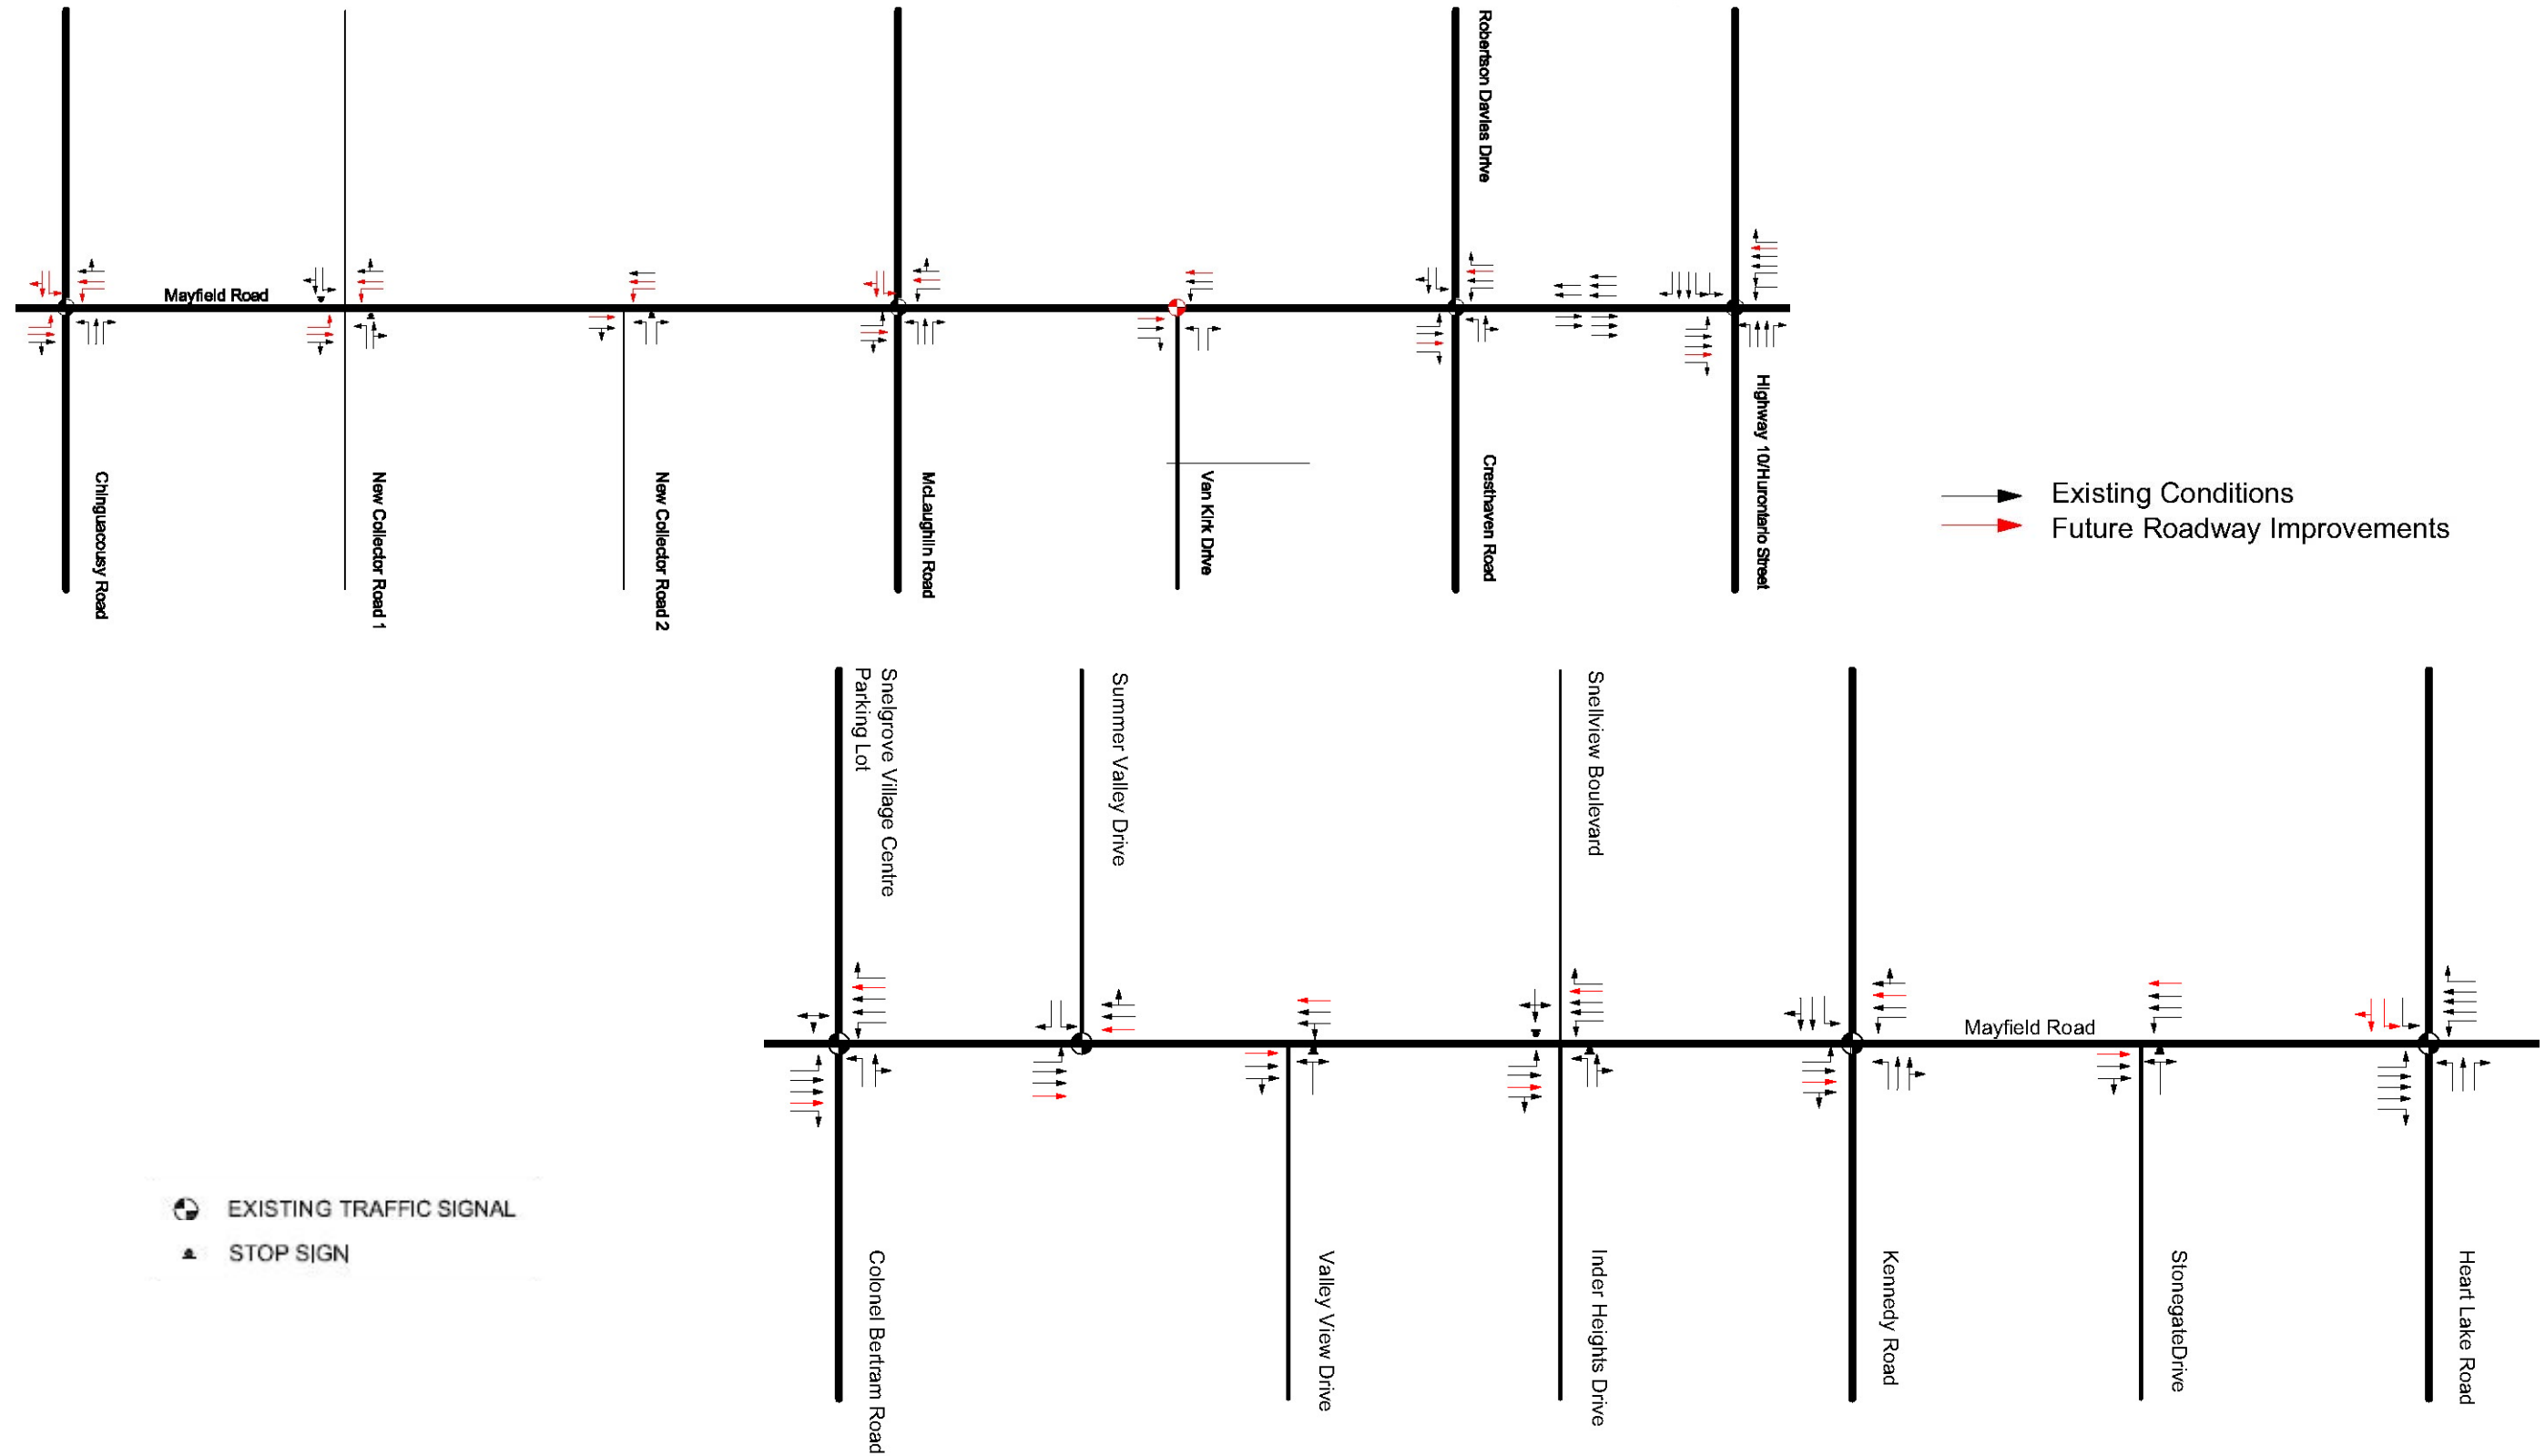 Robertson Davies Drive
Mayfield Road
Chinguacousy Road
New Collector Road 1
New Collector Road 2
McLaughlin Road
Van Kirk Drive
Cresthaven Road
Highway 10/Hurontario Street
Existing Conditions
Future Roadway Improvements
Snelgrove Village Centre
Parking Lot
Summer Valley Drive
Snellview Boulevard
Mayfield Road
EXISTING TRAFFIC SIGNAL
STOP SIGN
Colonel Bertram Road
Valley View Drive
Inder Heights Drive
Kennedy Road
StonegateDrive
Heart Lake Road